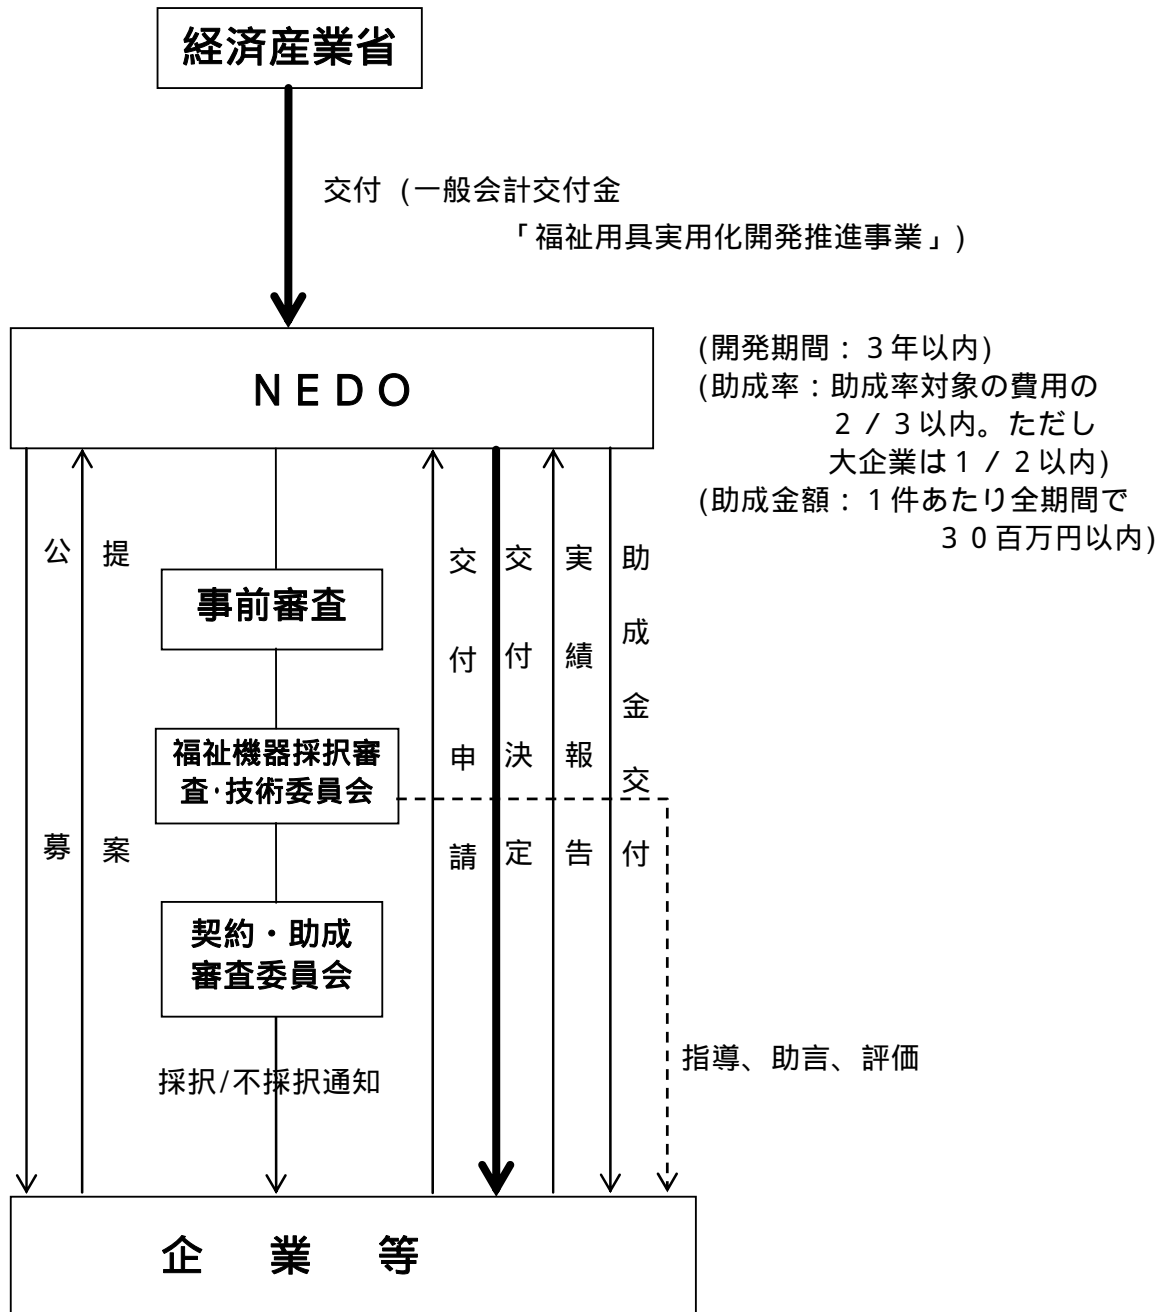 経済産業省
交付 (一般会計交付金
「福祉用具実用化開発推進事業」)
NEDO
(開発期間：3年以内)
(助成率：助成率対象の費用の
2/3以内。ただし
大企業は1/2以内)
(助成金額：1件あたり全期間で
30百万円以内)
公募
提案
事前審査
福祉機器採択審
査・技術委員会
契約・助成
審査委員会
採択/不採択通知
交付申請
交付決定
実績報告
助成金交付
指導、助言、評価
企業等